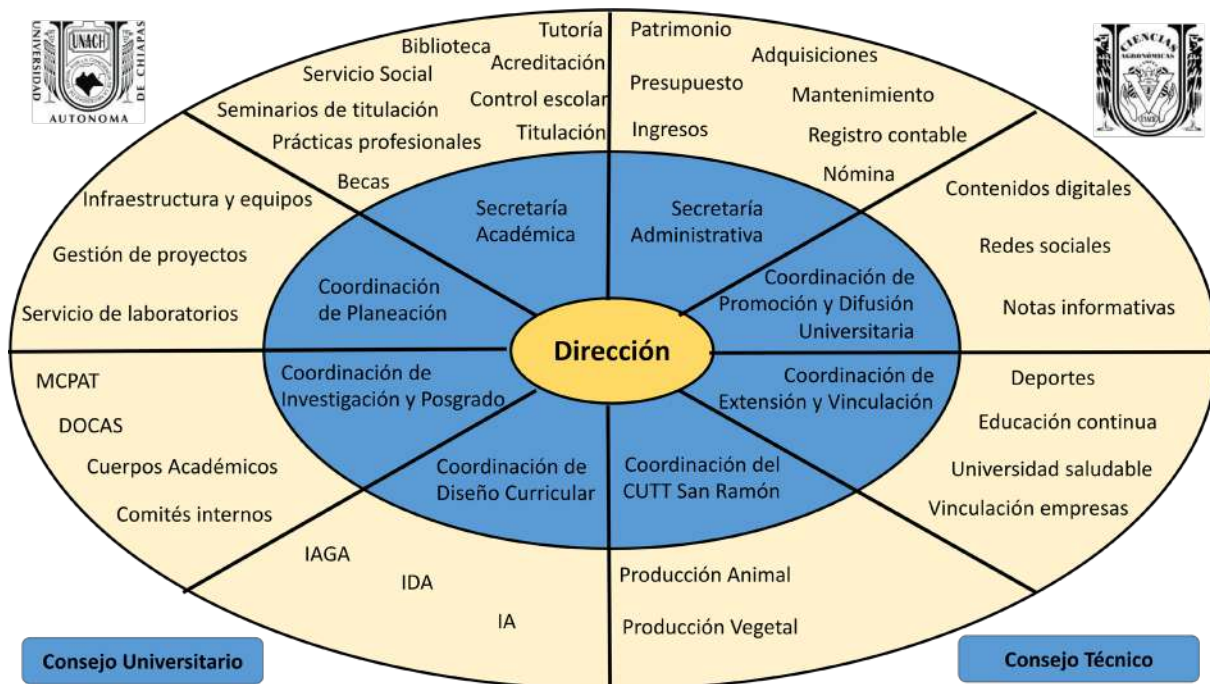 UNIVERSIDAD
UNACH
DE CHIAPAS
AUTONOMA
CIENCIAS
AGRONÓMICAS
Tutoría
Biblioteca
Acreditación
Servicio Social
Control escolar
Seminarios de titulación
Titulación
Prácticas profesionales
Becas
Patrimonio
Adquisiciones
Presupuesto
Mantenimiento
Ingresos
Registro contable
Nómina
Infraestructura y equipos
Gestión de proyectos
Servicio de laboratorios
Contenidos digitales
Redes sociales
Notas informativas
Secretaría
Académica
Secretaría
Administrativa
Coordinación
de Planeación
Coordinación de
Promoción y Difusión
Universitaria
Dirección
Coordinación de
Investigación y Posgrado
Coordinación de
Extensión y Vinculación
Coordinación de
Diseño Curricular
Coordinación del
CUTT San Ramón
MCPAT
DOCAS
Cuerpos Académicos
Comités internos
Deportes
Educación continua
Universidad saludable
Vinculación empresas
IAGA
IDA
IA
Producción Animal
Producción Vegetal
Consejo Universitario
Consejo Técnico